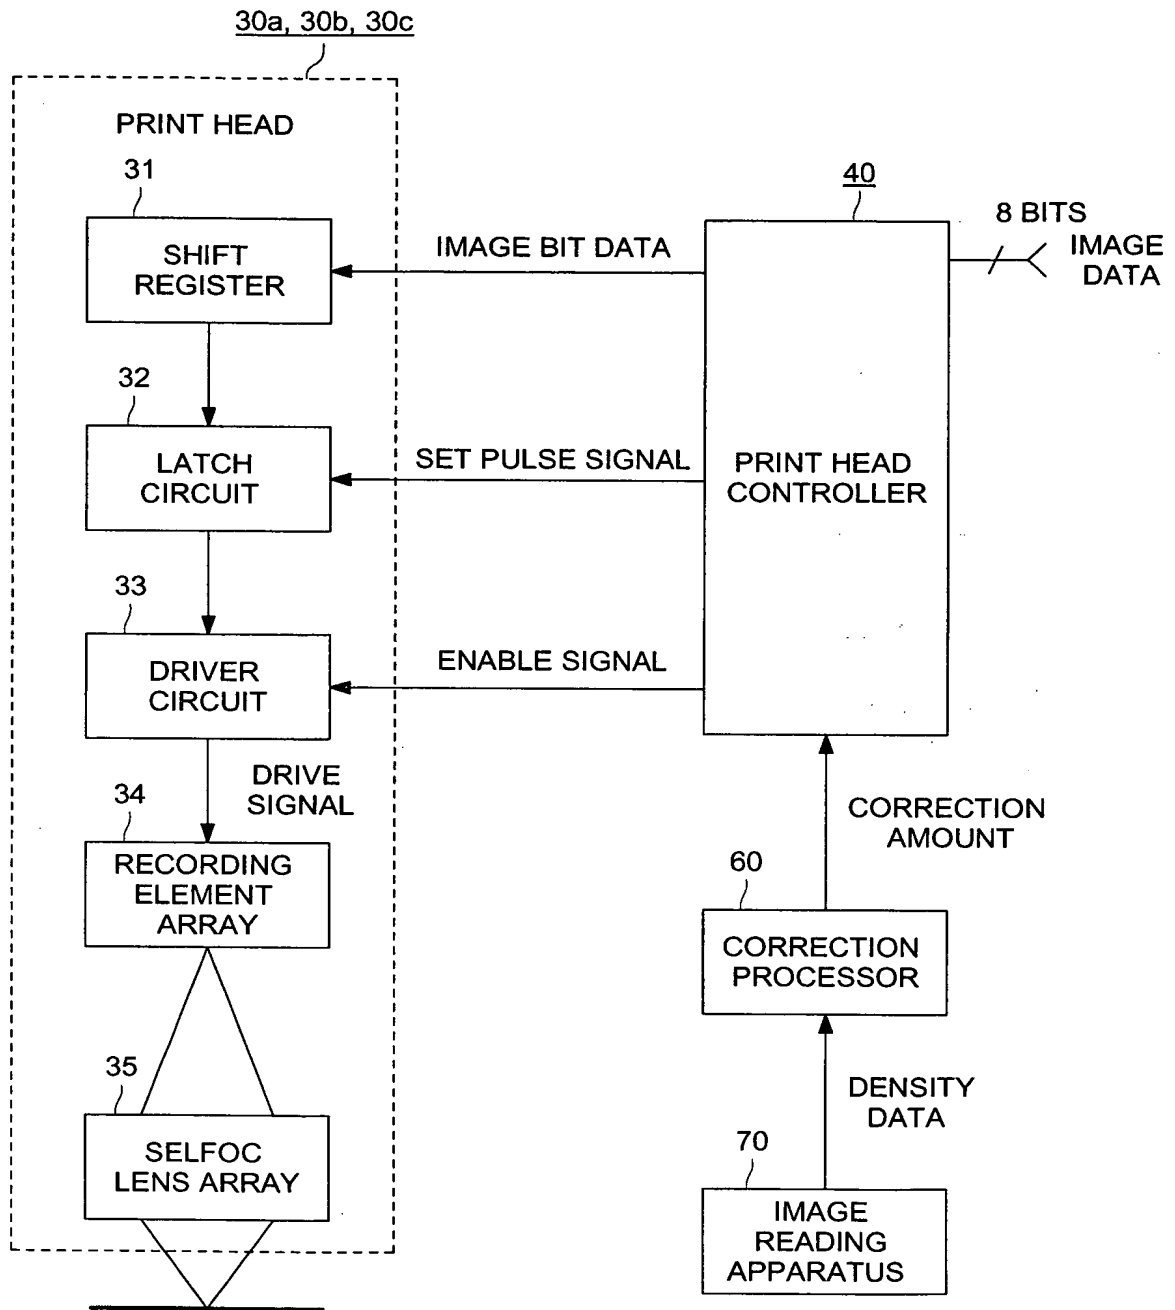 30a, 30b, 30c
PRINT HEAD
31
SHIFT
REGISTER
IMAGE BIT DATA
40
8 BITS
IMAGE
DATA
32
LATCH
CIRCUIT
SET PULSE SIGNAL
PRINT HEAD
CONTROLLER
33
DRIVER
CIRCUIT
ENABLE SIGNAL
DRIVE
SIGNAL
34
RECORDING
ELEMENT
ARRAY
CORRECTION
AMOUNT
60
CORRECTION
PROCESSOR
35
SELFOC
LENS ARRAY
DENSITY
DATA
70
IMAGE
READING
APPARATUS